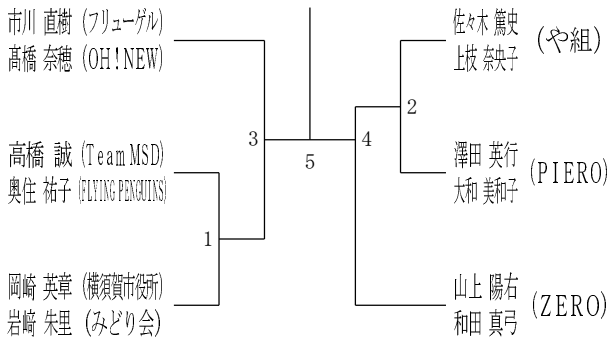 市川 直樹 (フリューゲル)
髙橋 奈穂 (OH!NEW)
高橋 誠 (Team MSD)
奥住 祐子 (FLYING PENGUINS)
岡崎 英章 (横須賀市役所)
岩﨑 朱里 (みどり会)
3
1
5
4
2
佐々木 篤史
上枝 奈央子
(や組)
澤田 英行
大和 美和子
(PIERO)
山上 陽右
和田 真弓
(ZERO)